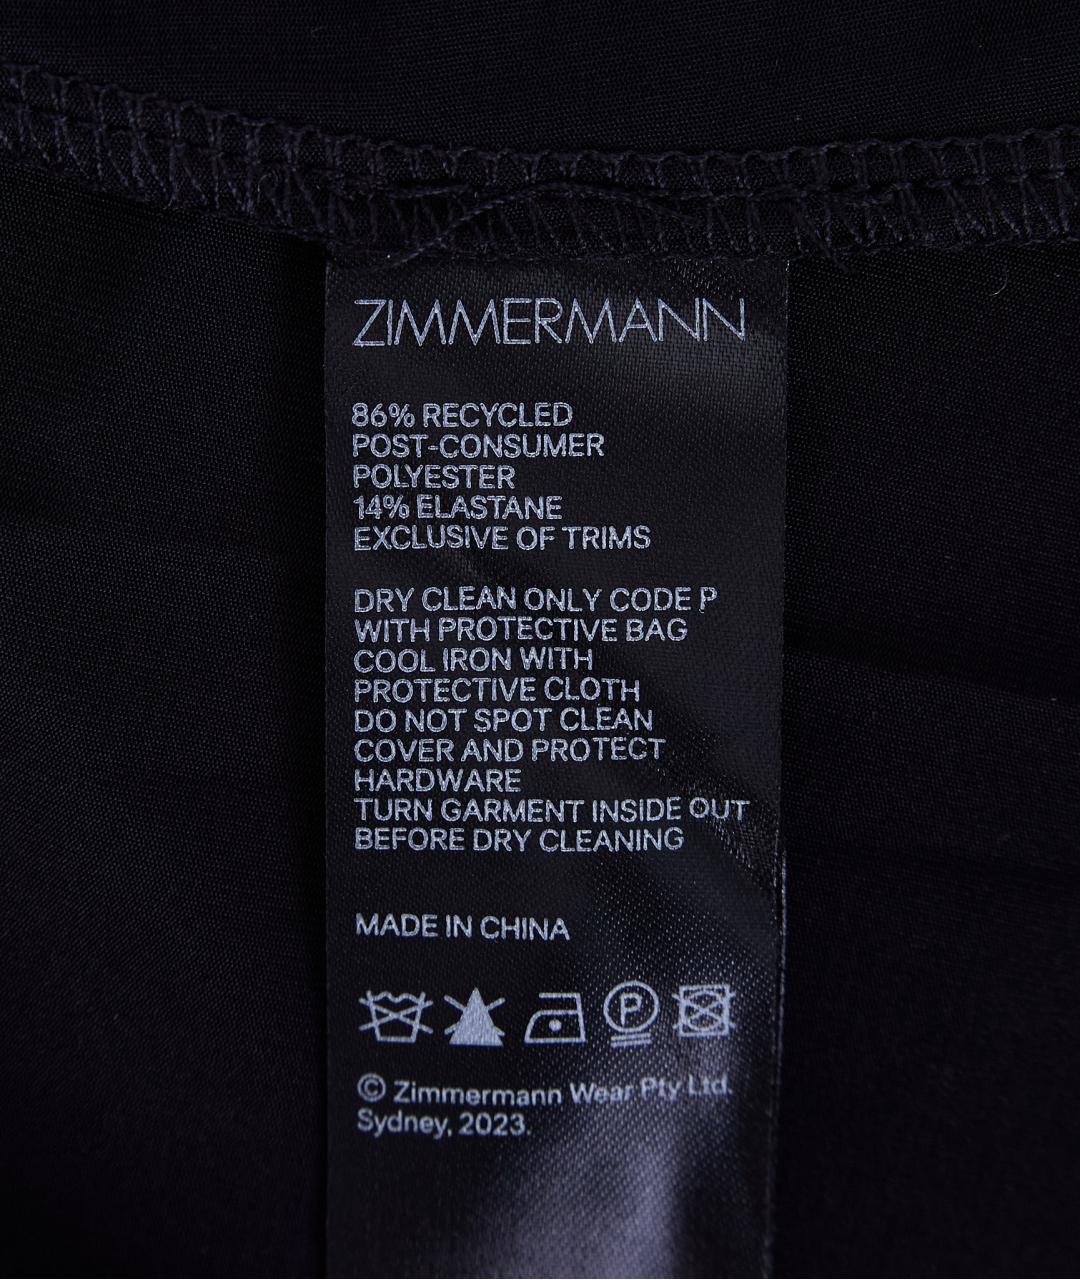 ZIMMERMANN
86% RECYCLED
POST-CONSUMER
POLYESTER
14% ELASTANE
EXCLUSIVE OF TRIMS
DRY CLEAN ONLY CODE P
WITH PROTECTIVE BAG
COOL IRON WITH
PROTECTIVE CLOTH
DO NOT SPOT CLEAN
COVER AND PROTECT
HARDWARE
TURN GARMENT INSIDE OUT
BEFORE DRY CLEANING
MADE IN CHINA
P
© Zimmermann Wear Pty Ltd.
Sydney, 2023.